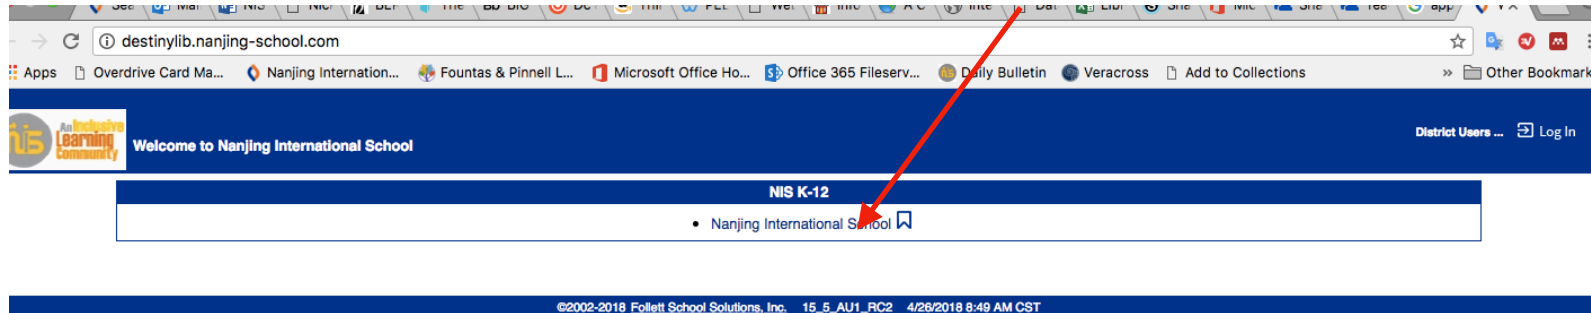 destinylib.nanjing-school.com
Apps Overdrive Card Ma... Nanjing Internation... Fountas & Pinnell L... Microsoft Office Ho... Office 365 Fileserv... Daily Bulletin Veracross Add to Collections » Other Bookmark
nis An Inclusive Learning Community
Welcome to Nanjing International School
District Users ... Log In
NIS K-12
• Nanjing International School
©2002-2018 Follett School Solutions, Inc. 15_5_AU1_RC2 4/26/2018 8:49 AM CST